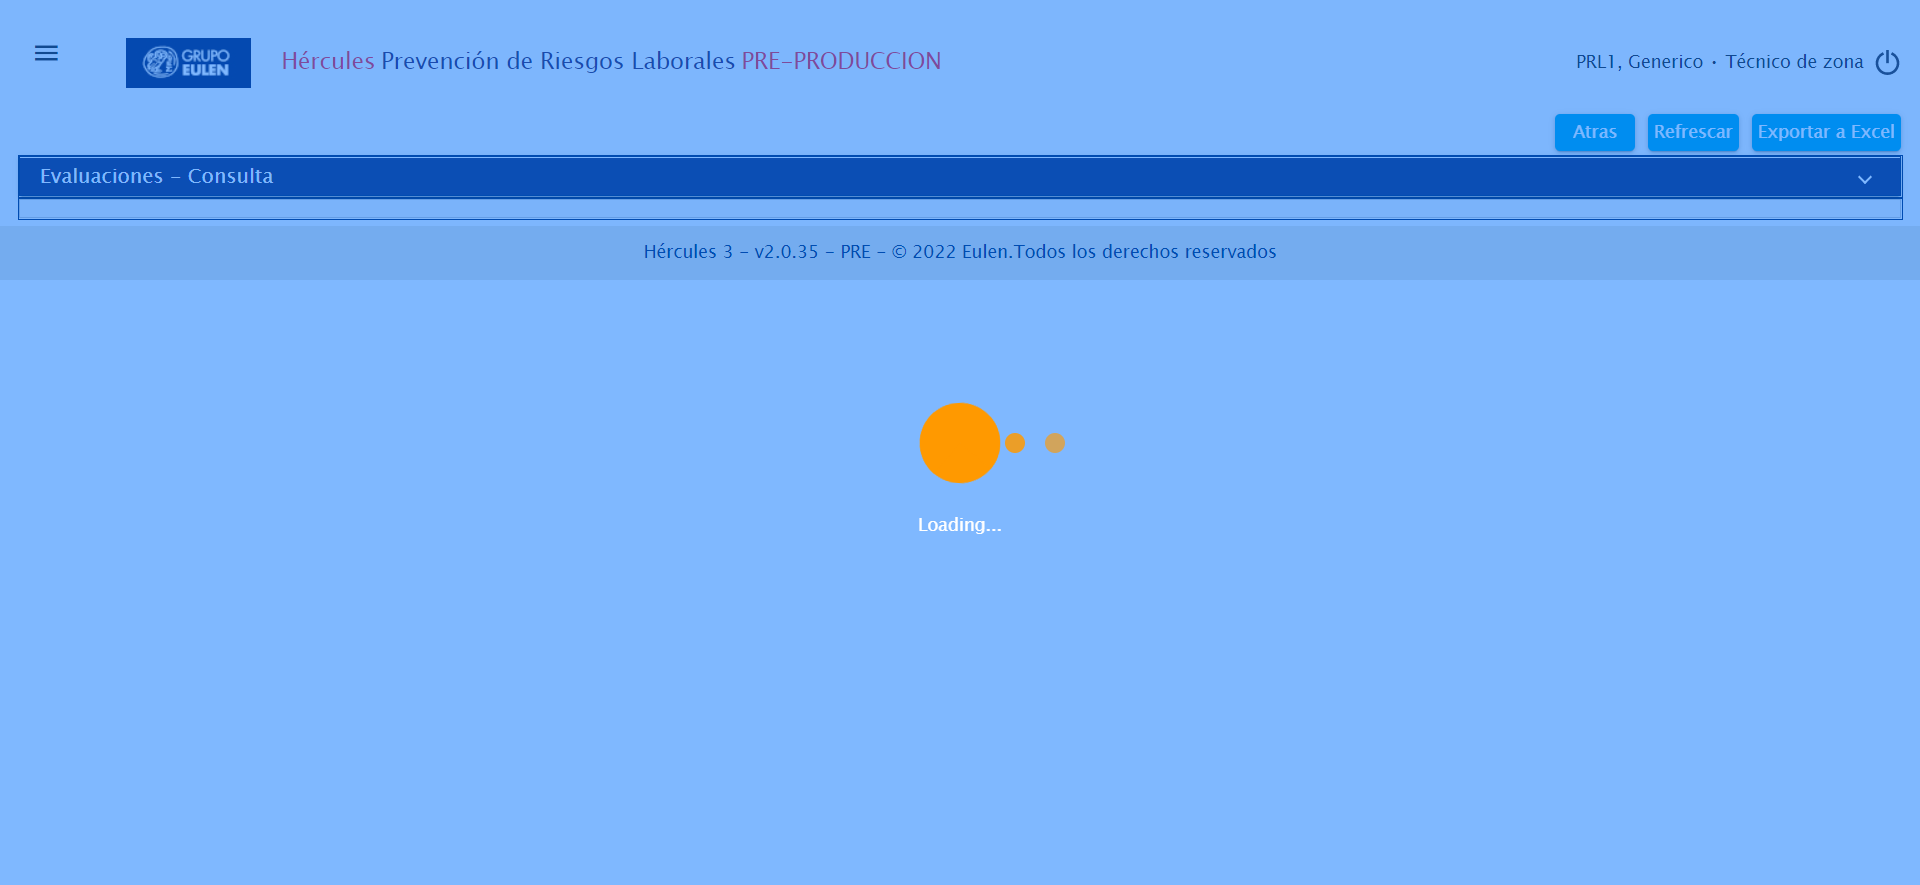 GRUPO
EULEN
Hércules Prevención de Riesgos Laborales PRE-PRODUCCION
PRL1, Generico · Técnico de zona
Atras Refrescar Exportar a Excel
Evaluaciones - Consulta
Hércules 3 - v2.0.35 - PRE - © 2022 Eulen.Todos los derechos reservados
Loading...